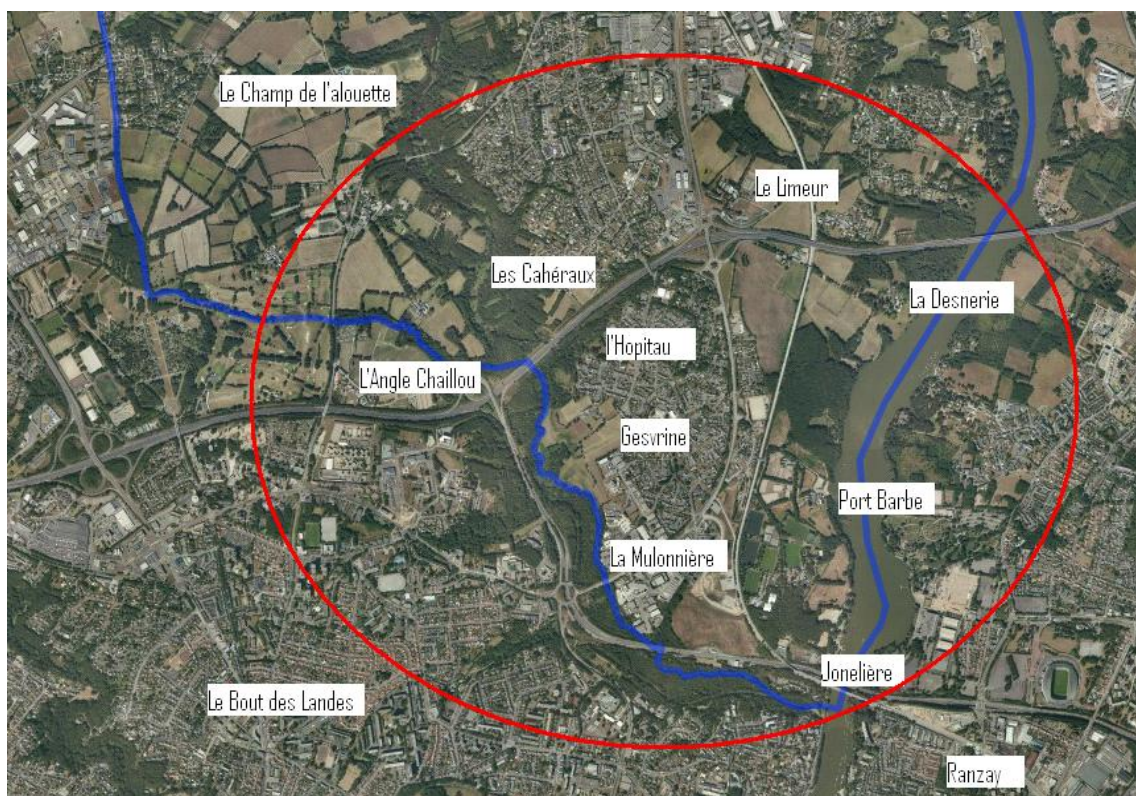 Le Champ de l'alouette
Le Limeur
Les Cahéraux
La Desnerie
l'Hopitau
L'Angle Chaillou
Gesvrine
Port Barbe
La Mulonnière
Jonelière
Le Bout des Landes
Ranzay